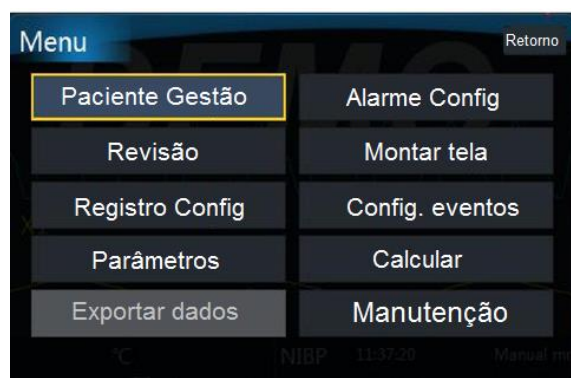 Menu
Retorno
Paciente Gestão
Alarme Config
Revisão
Montar tela
Registro Config
Config. eventos
Parâmetros
Calcular
Exportar dados
Manutenção
°C NIBP 11:37:20 Manual